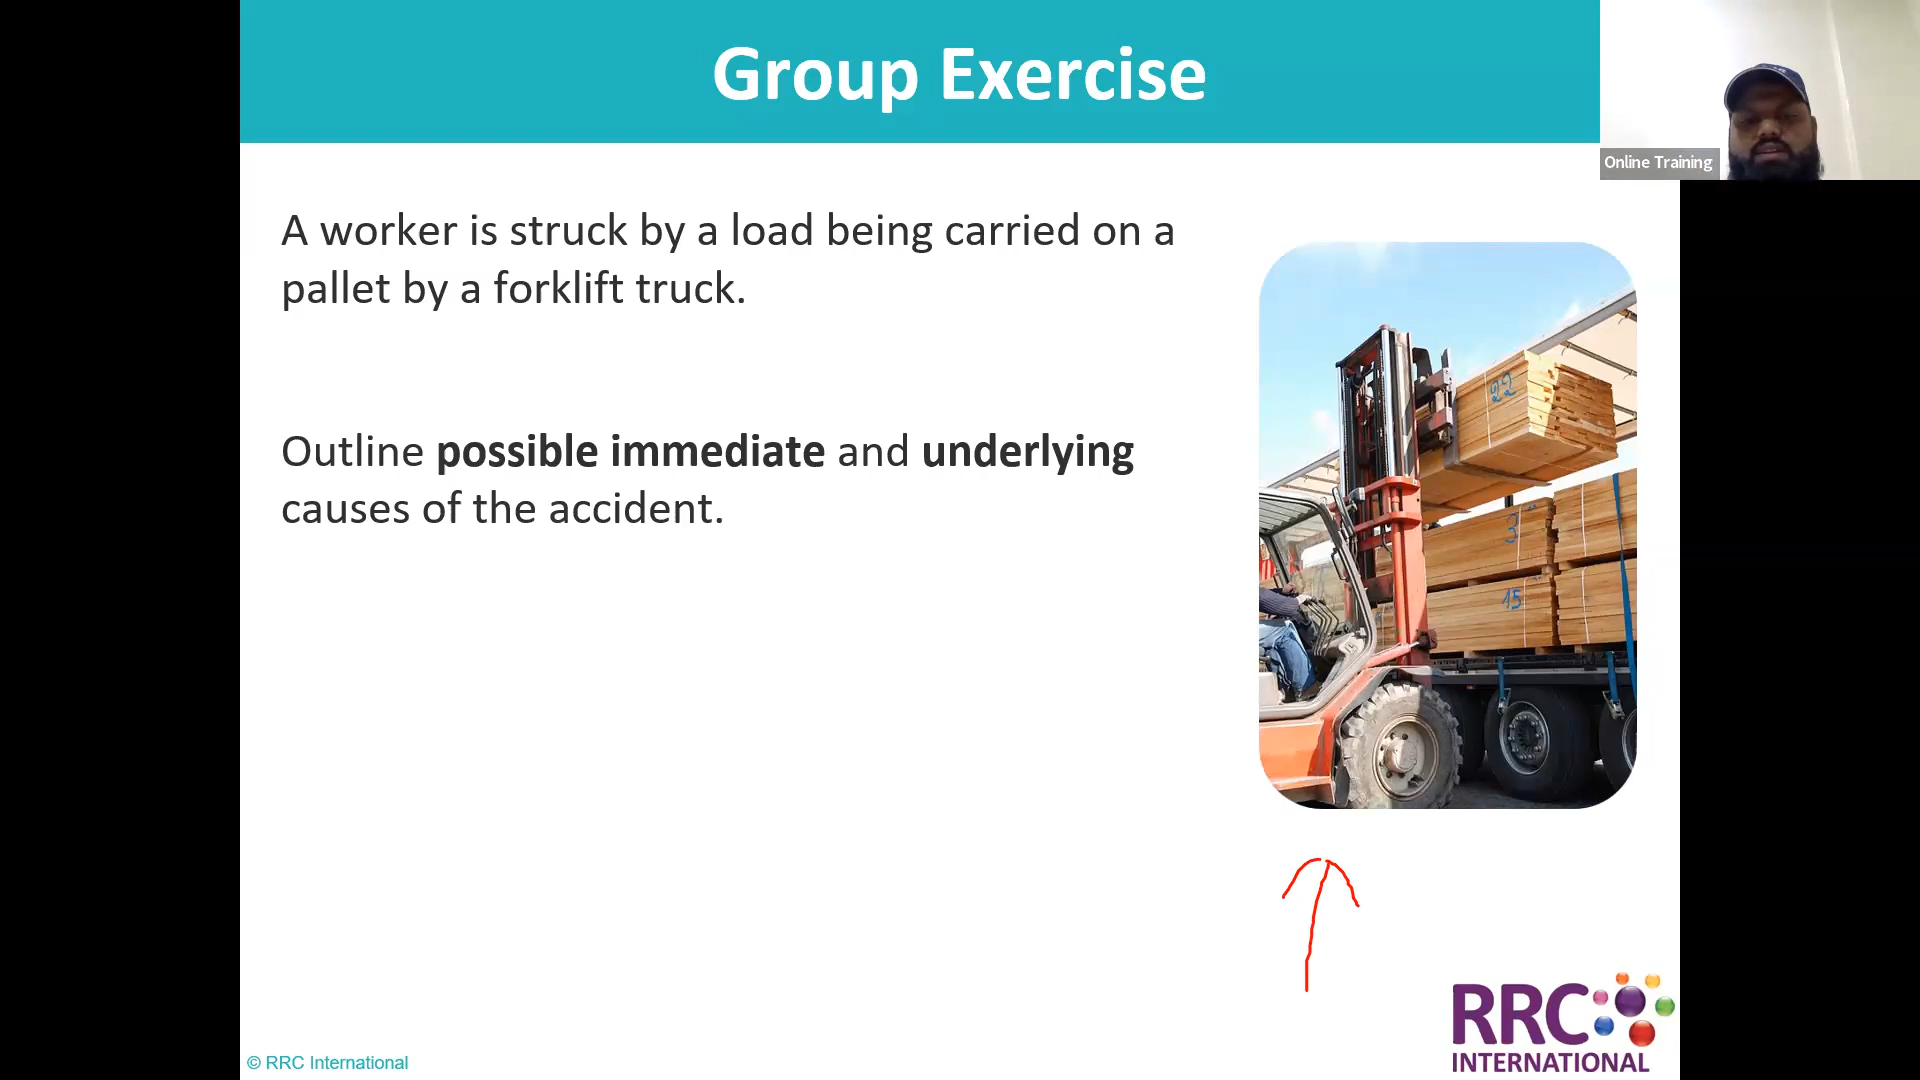 Group Exercise
Online Training
A worker is struck by a load being carried on a
pallet by a forklift truck.
Outline possible immediate and underlying
causes of the accident.
22
3
15
RRC
INTERNATIONAL
© RRC International